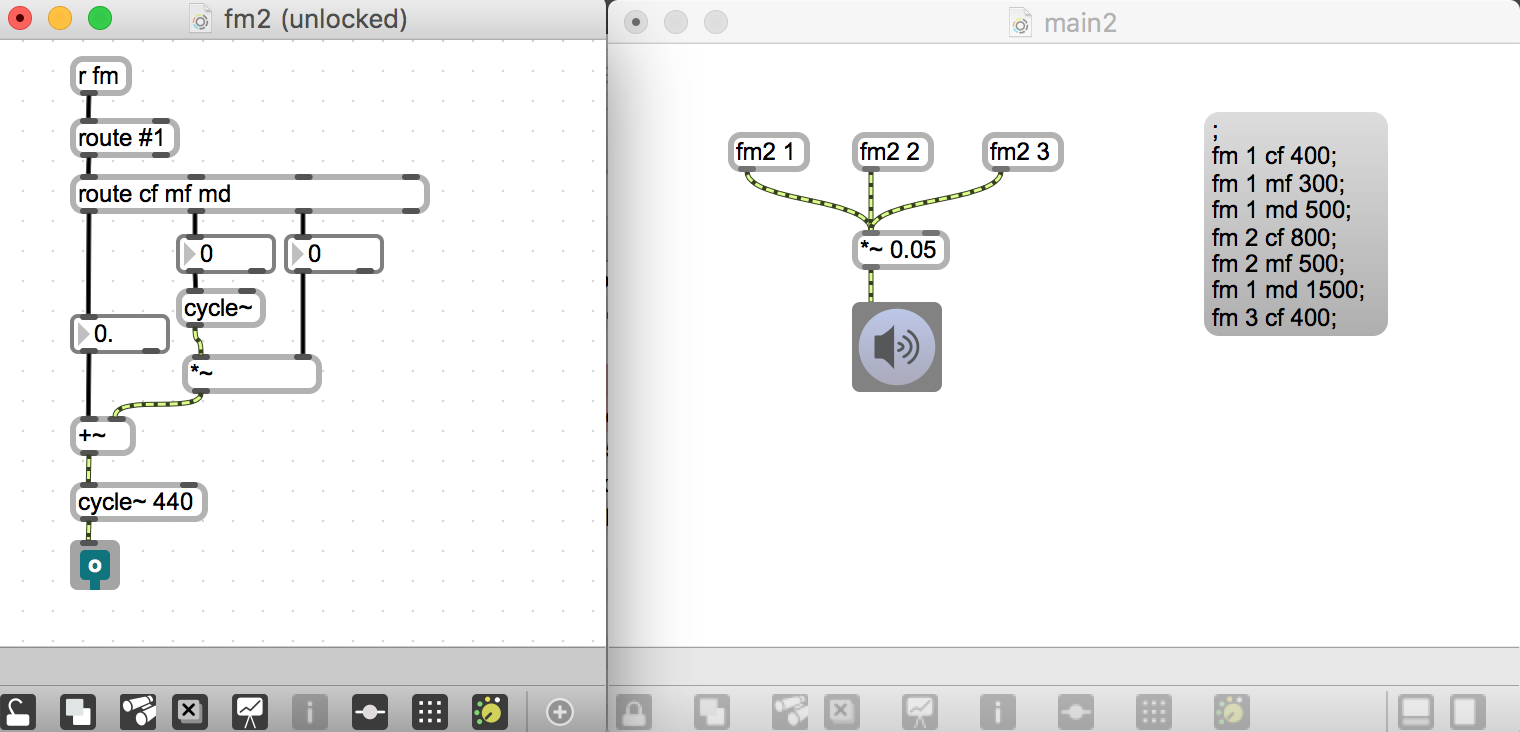 fm2 (unlocked)
r fm
route #1
route cf mf md
0
0
cycle~
0.
*~
+~
cycle~ 440
o
main2
fm2 1
fm2 2
fm2 3
*~ 0.05
;
fm 1 cf 400;
fm 1 mf 300;
fm 1 md 500;
fm 2 cf 800;
fm 2 mf 500;
fm 1 md 1500;
fm 3 cf 400;